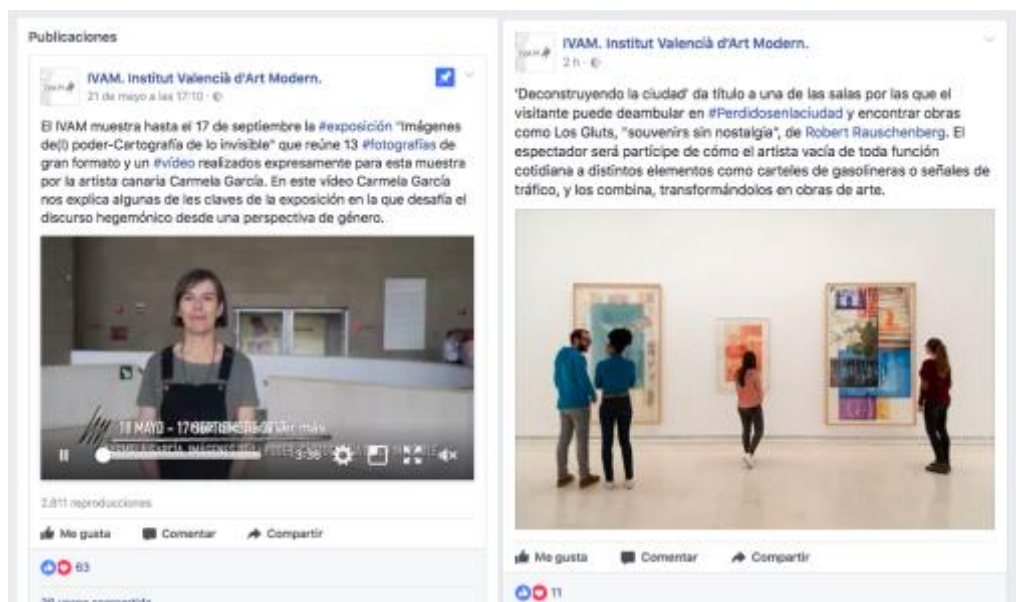 Publicaciones
IVAM. Institut Valencià d'Art Modern.
21 de mayo a las 17:10 ·
El IVAM muestra hasta el 17 de septiembre la #exposición "Imágenes
de(l) poder-Cartografía de lo invisible" que reúne 13 #fotografías de
gran formato y un #vídeo realizados expresamente para esta muestra
por la artista canaria Carmela García. En este vídeo Carmela García
nos explica algunas de les claves de la exposición en la que desafía el
discurso hegemónico desde una perspectiva de género.
18 MAYO - 17
3:36
2.811 reproducciones
Me gusta Comentar Compartir
63
IVAM. Institut Valencià d'Art Modern.
2 h ·
'Deconstruyendo la ciudad' da título a una de las salas por las que el
visitante puede deambular en #Perdidosenlaciudad y encontrar obras
como Los Gluts, "souvenirs sin nostalgia", de Robert Rauschenberg. El
espectador será partícipe de cómo el artista vacía de toda función
cotidiana a distintos elementos como carteles de gasolineras o señales de
tráfico, y los combina, transformándolos en obras de arte.
Me gusta Comentar Compartir
11